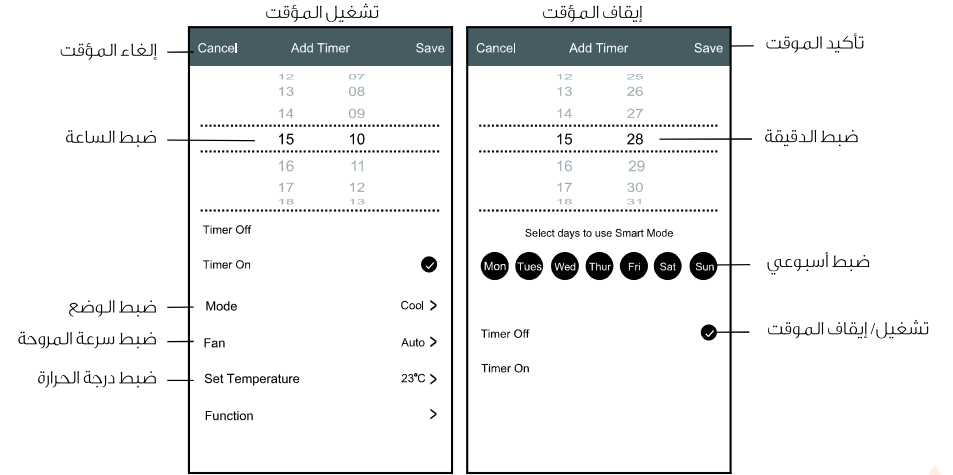 تشغيل المؤقت
إيقاف المؤقت
إلغاء المؤقت
Cancel Add Timer Save
Cancel Add Timer Save
تأكيد الموقت
12 07
13 08
14 09
15 10
16 11
17 12
18 13
ضبط الساعة
12 25
13 26
14 27
15 28
16 29
17 30
18 31
ضبط الدقيقة
Timer Off
Timer On
Mode Cool >
ضبط الوضع
Fan Auto >
ضبط سرعة المروحة
Set Temperature 23°C >
ضبط درجة الحرارة
Function >
Select days to use Smart Mode
Mon Tues Wed Thur Fri Sat Sun
ضبط أسبوعي
Timer Off
تشغيل/إيقاف الموقت
Timer On